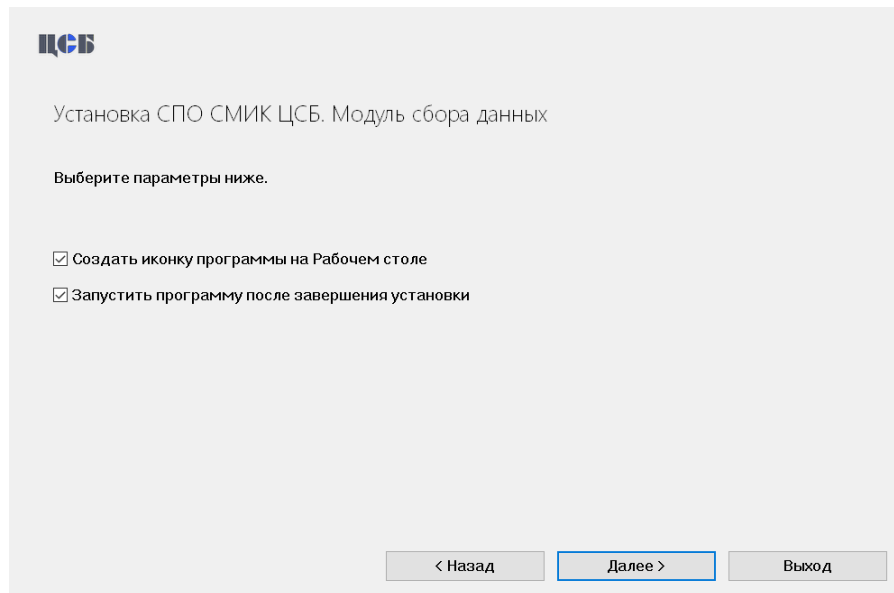 ЦСБ
Установка СПО СМИК ЦСБ. Модуль сбора данных
Выберите параметры ниже.
Создать иконку программы на Рабочем столе
Запустить программу после завершения установки
< Назад
Далее >
Выход